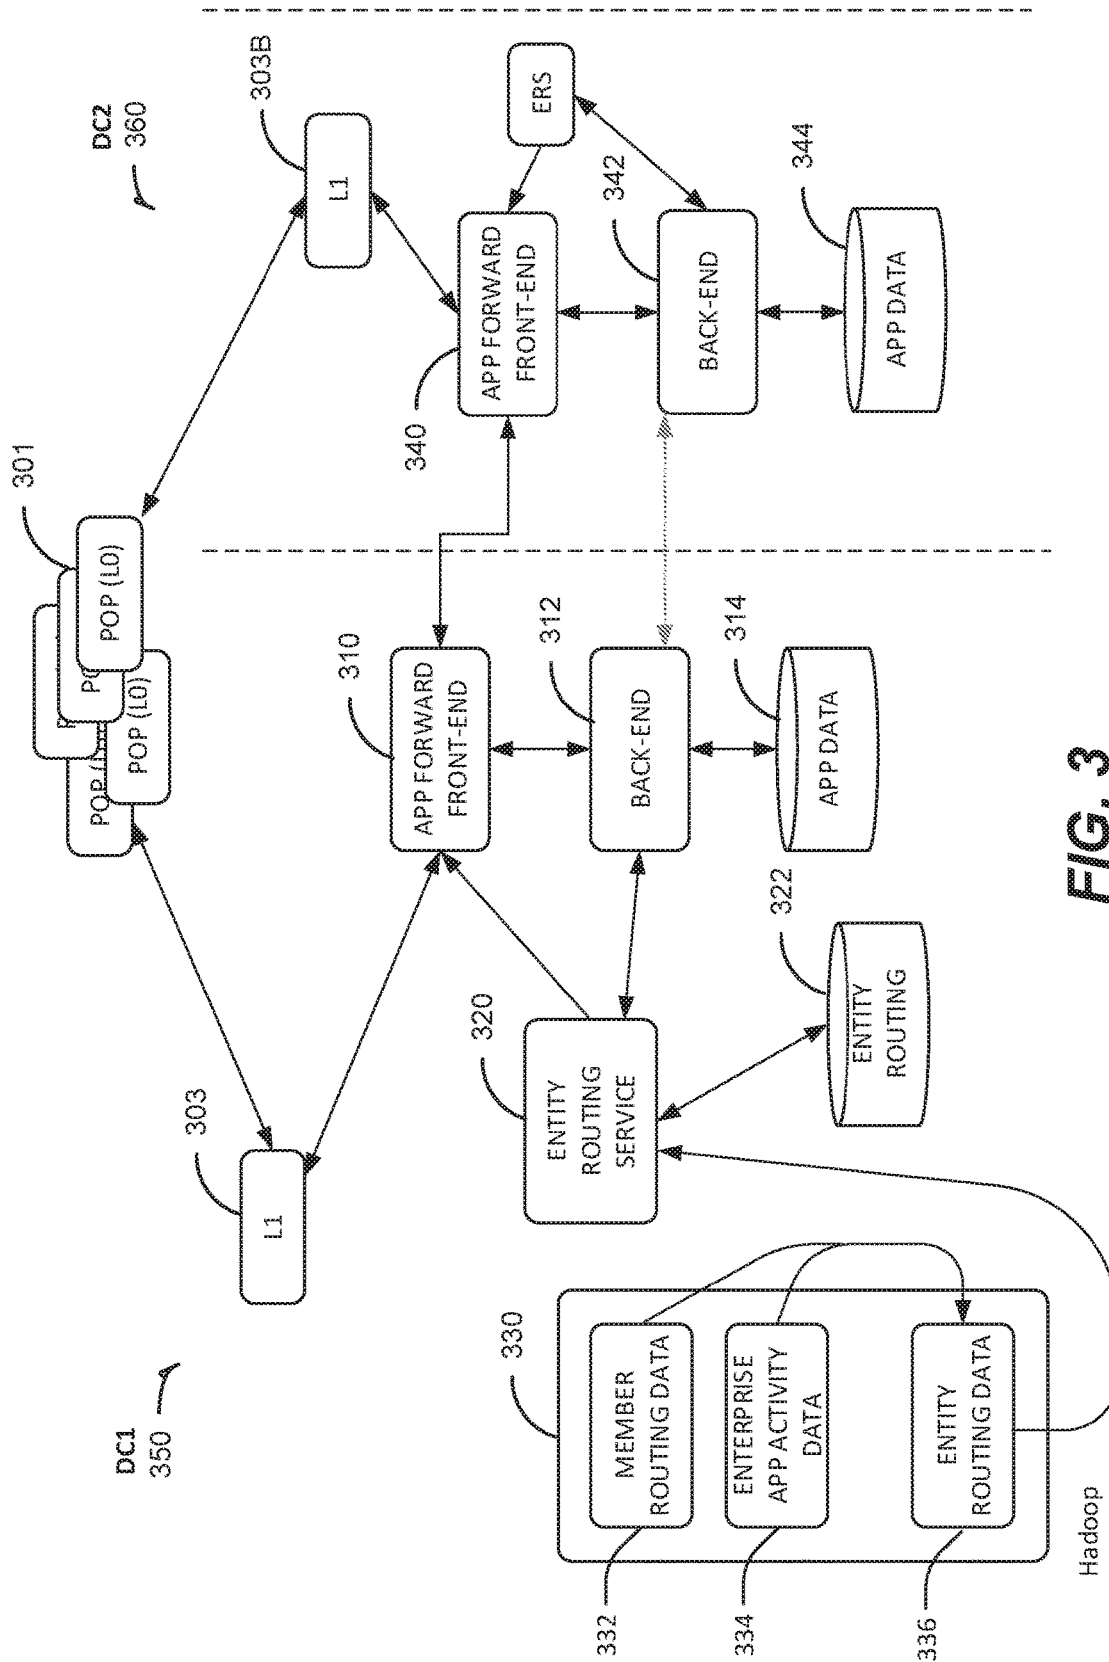 DC1
350
DC2
360
301
POP (L0)
POP (L0)
303
L1
303B
L1
310
APP FORWARD
FRONT-END
340
APP FORWARD
FRONT-END
ERS
320
ENTITY
ROUTING
SERVICE
312
BACK-END
342
BACK-END
322
ENTITY
ROUTING
314
APP DATA
344
APP DATA
330
332
MEMBER
ROUTING DATA
334
ENTERPRISE
APP ACTIVITY
DATA
336
ENTITY
ROUTING DATA
Hadoop
FIG. 3